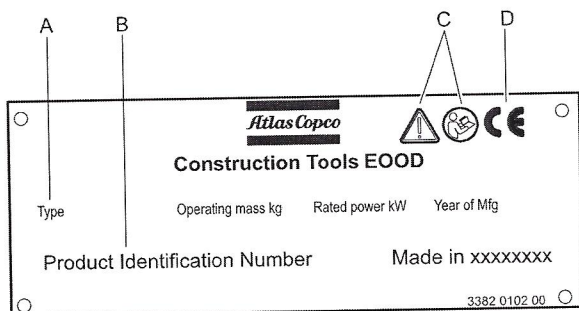 A B C D
Atlas Copco
CE
Construction Tools EOOD
Type Operating mass kg Rated power kW Year of Mfg
Product Identification Number Made in xxxxxxxx
3382 0102 00